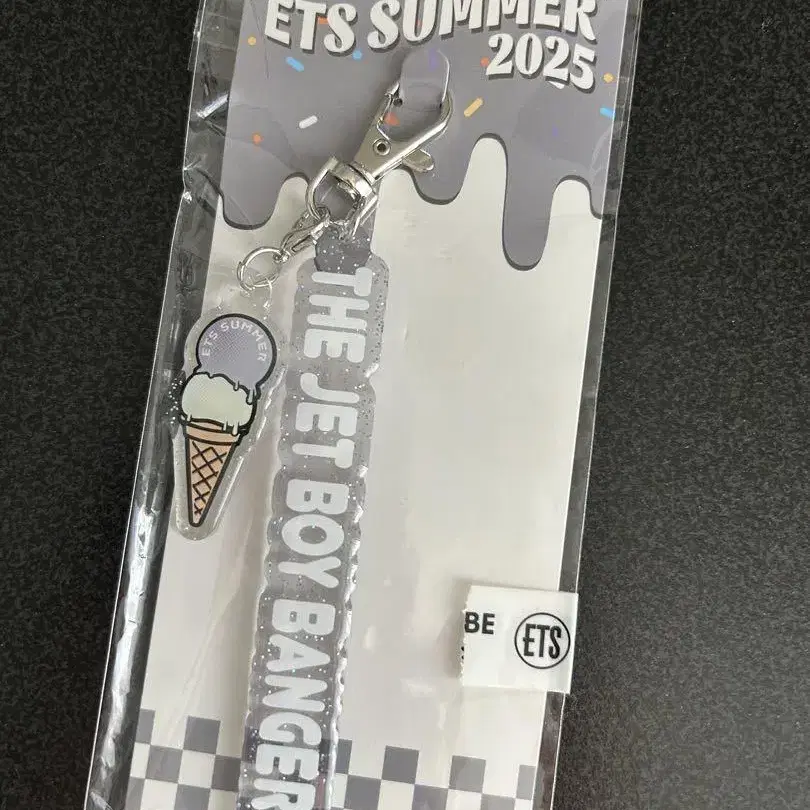 ETS SUMMER
2025
ETS SUMMER
THE JET BOY BANGER
BE
ETS